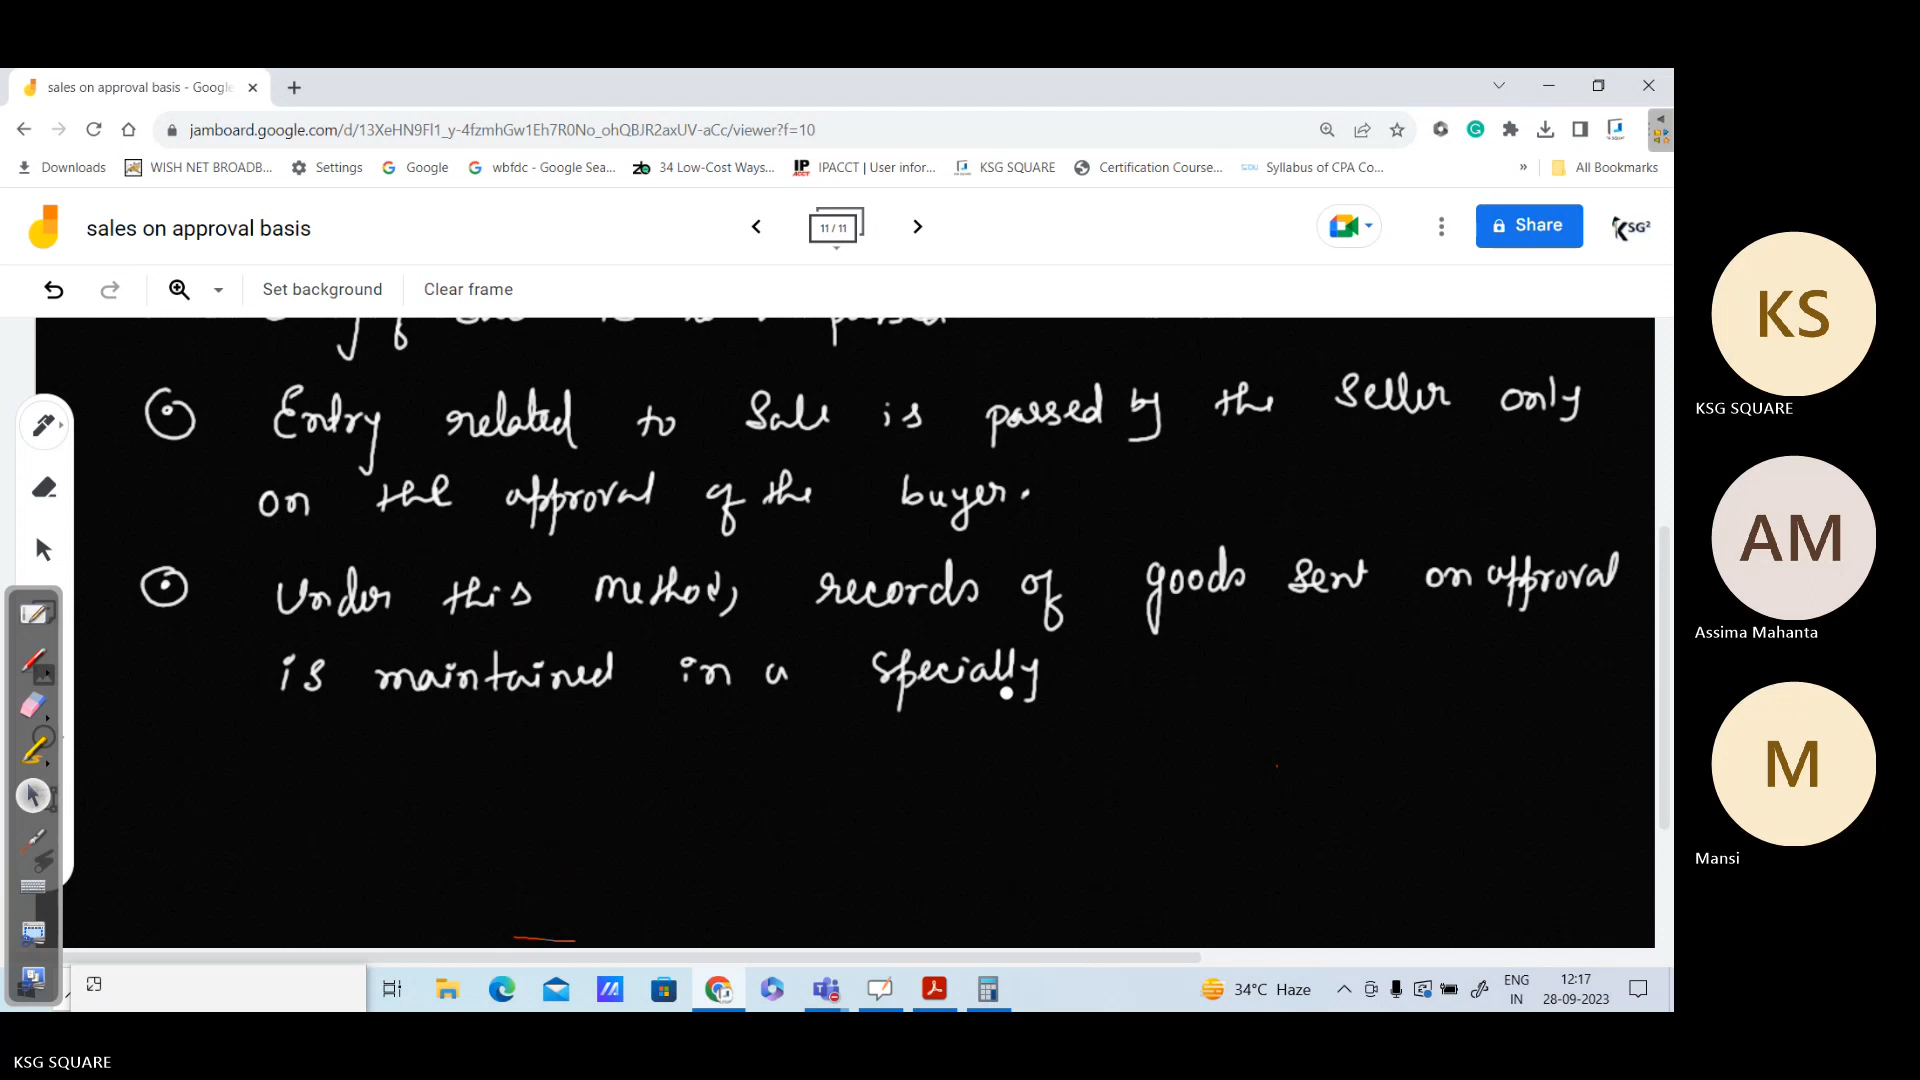 sales on approval basis - Google
jamboard.google.com/d/13XeHN9Fl1_y-4fzmhGw1Eh7R0No_ohQBJR2axUV-aCc/viewer?f=10
Downloads WISH NET BROADB... Settings Google wbfdc - Google Sea... 34 Low-Cost Ways... IPACCT | User infor... KSG SQUARE Certification Course... Syllabus of CPA Co... » All Bookmarks
sales on approval basis 11 / 11 Share KSG²
Set background Clear frame
passed
Entry related to Sale is passed by the Seller only
on the approval of the buyer.
Under this Method, records of goods sent on approval
is maintained in a specially
KS
KSG SQUARE
AM
Assima Mahanta
M
Mansi
34°C Haze ENG IN 12:17 28-09-2023
KSG SQUARE